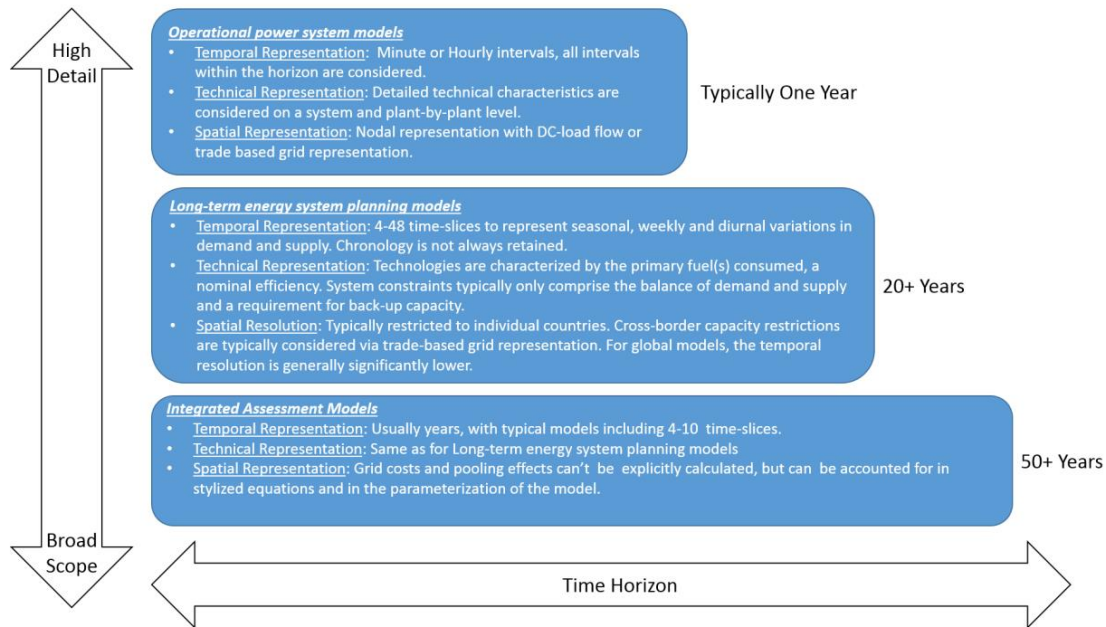 High
Detail
Operational power system models
• Temporal Representation: Minute or Hourly intervals, all intervals
within the horizon are considered.
• Technical Representation: Detailed technical characteristics are
considered on a system and plant-by-plant level.
• Spatial Representation: Nodal representation with DC-load flow or
trade based grid representation.
Typically One Year
Long-term energy system planning models
• Temporal Representation: 4-48 time-slices to represent seasonal, weekly and diurnal variations in
demand and supply. Chronology is not always retained.
• Technical Representation: Technologies are characterized by the primary fuel(s) consumed, a
nominal efficiency. System constraints typically only comprise the balance of demand and supply
and a requirement for back-up capacity.
• Spatial Resolution: Typically restricted to individual countries. Cross-border capacity restrictions
are typically considered via trade-based grid representation. For global models, the temporal
resolution is generally significantly lower.
20+ Years
Integrated Assessment Models
• Temporal Representation: Usually years, with typical models including 4-10 time-slices.
• Technical Representation: Same as for Long-term energy system planning models
• Spatial Representation: Grid costs and pooling effects can't be explicitly calculated, but can be accounted for in
stylized equations and in the parameterization of the model.
50+ Years
Broad
Scope
Time Horizon